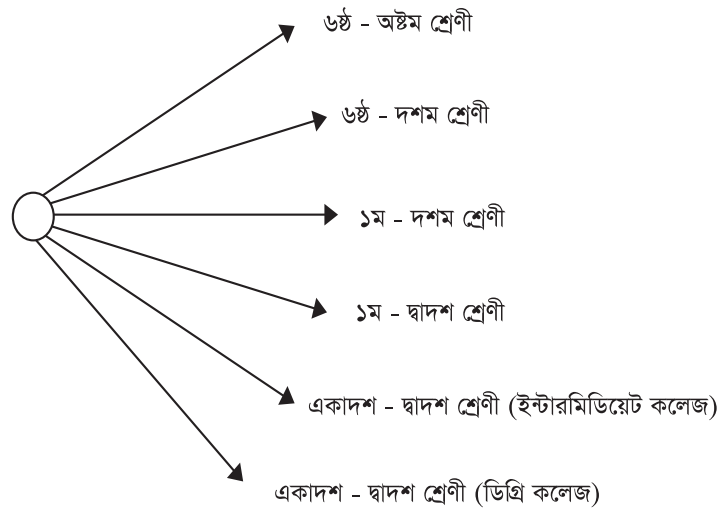 ৬ষ্ঠ - অষ্টম শ্রেণী
৬ষ্ঠ - দশম শ্রেণী
১ম - দশম শ্রেণী
১ম - দ্বাদশ শ্রেণী
একাদশ - দ্বাদশ শ্রেণী (ইন্টারমিডিয়েট কলেজ)
একাদশ - দ্বাদশ শ্রেণী (ডিগ্রি কলেজ)